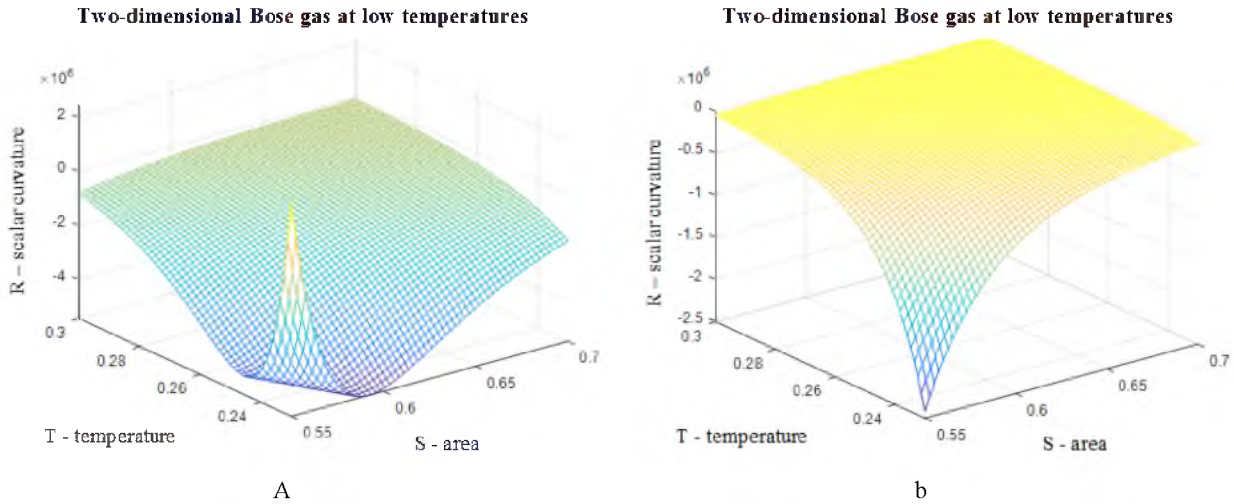 Two-dimensional Bose gas at low temperatures
×10⁶
2
0
-2
-4
R – scalar curvature
0.3
0.28
0.26
0.24
T - temperature
0.55
0.6
0.65
0.7
S - area
A
Two-dimensional Bose gas at low temperatures
×10⁶
0
-0.5
-1
-1.5
-2
-2.5
R – scalar curvature
0.3
0.28
0.26
0.24
T - temperature
0.55
0.6
0.65
0.7
S - area
b